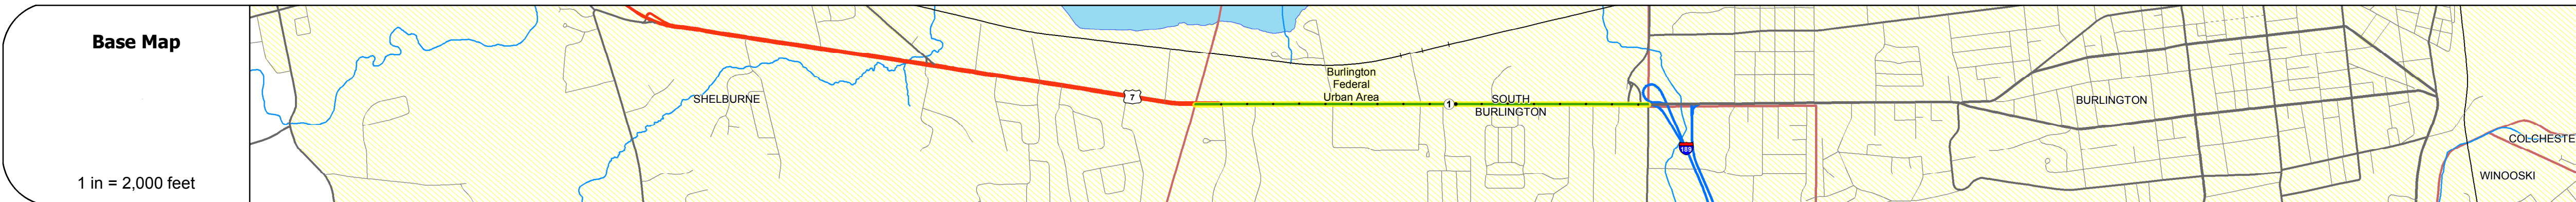 Base Map
1 in = 2,000 feet
SHELBURNE
7
Burlington
Federal
Urban Area
1
SOUTH
BURLINGTON
189
BURLINGTON
COLCHESTE
WINOOSKI